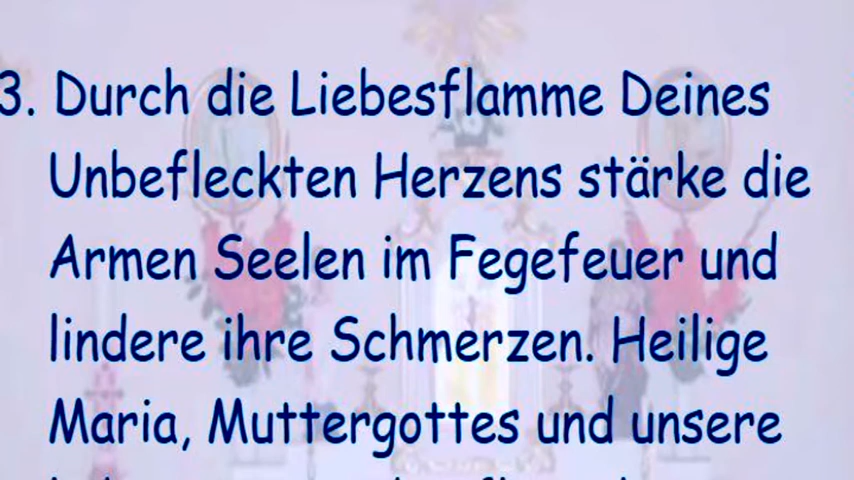 3. Durch die Liebesflamme Deines
Unbefleckten Herzens stärke die
Armen Seelen im Fegefeuer und
lindere ihre Schmerzen. Heilige
Maria, Muttergottes und unsere